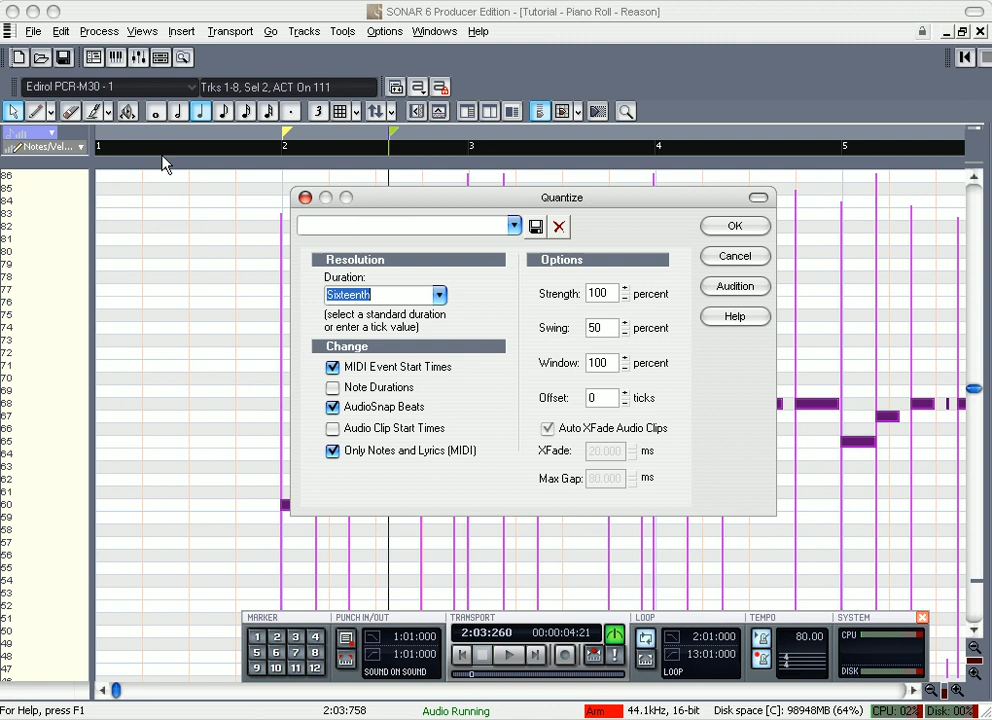 SONAR 6 Producer Edition - [Tutorial - Piano Roll - Reason]
File Edit Process Views Insert Transport Go Tracks Tools Options Windows Help
Edirol PCR-M30 - 1
Trks 1-8, Sel 2, ACT On 111
3
Notes/Vel...
1 2 3 4 5
86
85
84
83
82
81
80
79
78
77
76
75
74
73
72
71
70
69
68
67
66
65
64
63
62
61
60
59
58
57
56
55
54
53
52
51
50
49
48
47
Quantize
OK
Cancel
Audition
Help
Resolution
Duration:
Sixteenth
(select a standard duration
or enter a tick value)
Change
MIDI Event Start Times
Note Durations
AudioSnap Beats
Audio Clip Start Times
Only Notes and Lyrics (MIDI)
Options
Strength: 100 percent
Swing: 50 percent
Window: 100 percent
Offset: 0 ticks
Auto XFade Audio Clips
XFade: 20.000 ms
Max Gap: 80.000 ms
MARKER PUNCH IN/OUT TRANSPORT LOOP TEMPO SYSTEM
1 2 3 4
5 6 7 8
9 10 11 12
1:01:000
1:01:000
SOUND ON SOUND
2:03:260 00:00:04:21
2:01:000
13:01:000
LOOP
80.00
4
4
CPU
DISK
For Help, press F1
2:03:758
Audio Running
Arm
44.1kHz, 16-bit
Disk space [C]: 98948MB (64%)
CPU: 02%
Disk: 00%